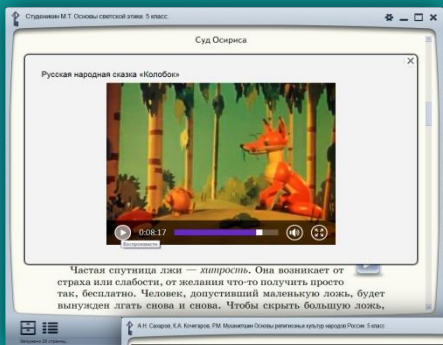 Студеникин М.Т. Основы светской этики. 5 класс.
Суд Осириса
Русская народная сказка «Колобок»
0:08:17
Воспроизвести
Частая спутница лжи — хитрость. Она возникает от
страха или слабости, от желания что-то получить просто
так, бесплатно. Человек, допустивший маленькую ложь, будет
вынужден лгать снова и снова. Чтобы скрыть большую ложь,
А.Н. Сахаров, К.А. Кочегаров, Р.М. Мухаметшин Основы религиозных культур народов России. 5 класс